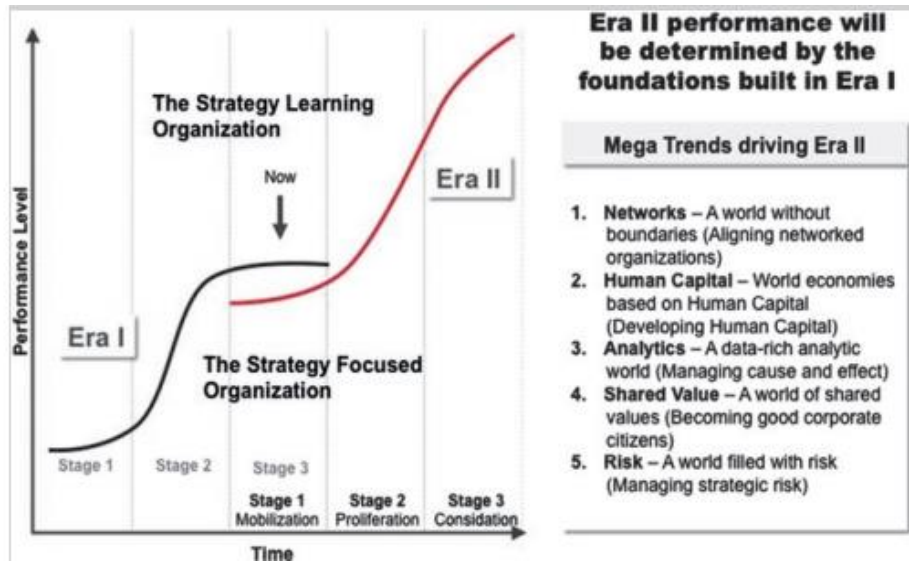 Era II performance will
be determined by the
foundations built in Era I
Mega Trends driving Era II
1. Networks – A world without
boundaries (Aligning networked
organizations)
2. Human Capital – World economies
based on Human Capital
(Developing Human Capital)
3. Analytics – A data-rich analytic
world (Managing cause and effect)
4. Shared Value – A world of shared
values (Becoming good corporate
citizens)
5. Risk – A world filled with risk
(Managing strategic risk)
Performance Level
The Strategy Learning
Organization
Now
Era II
Era I
The Strategy Focused
Organization
Stage 1
Stage 2
Stage 3
Stage 1
Mobilization
Stage 2
Proliferation
Stage 3
Considation
Time